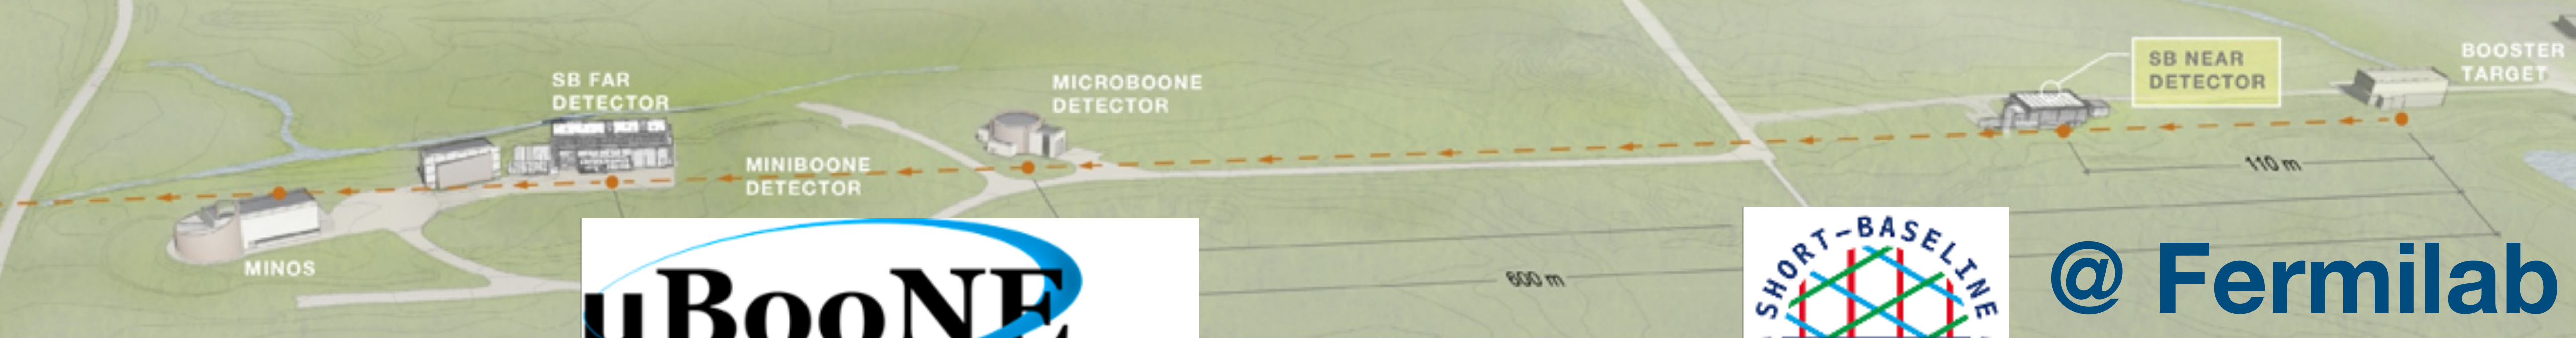 SB FAR
DETECTOR
MICROBOONE
DETECTOR
SB NEAR
DETECTOR
BOOSTER
TARGET
MINIBOONE
DETECTOR
110 m
MINOS
600 m
µBooNE
SHORT-BASELINE
@ Fermilab